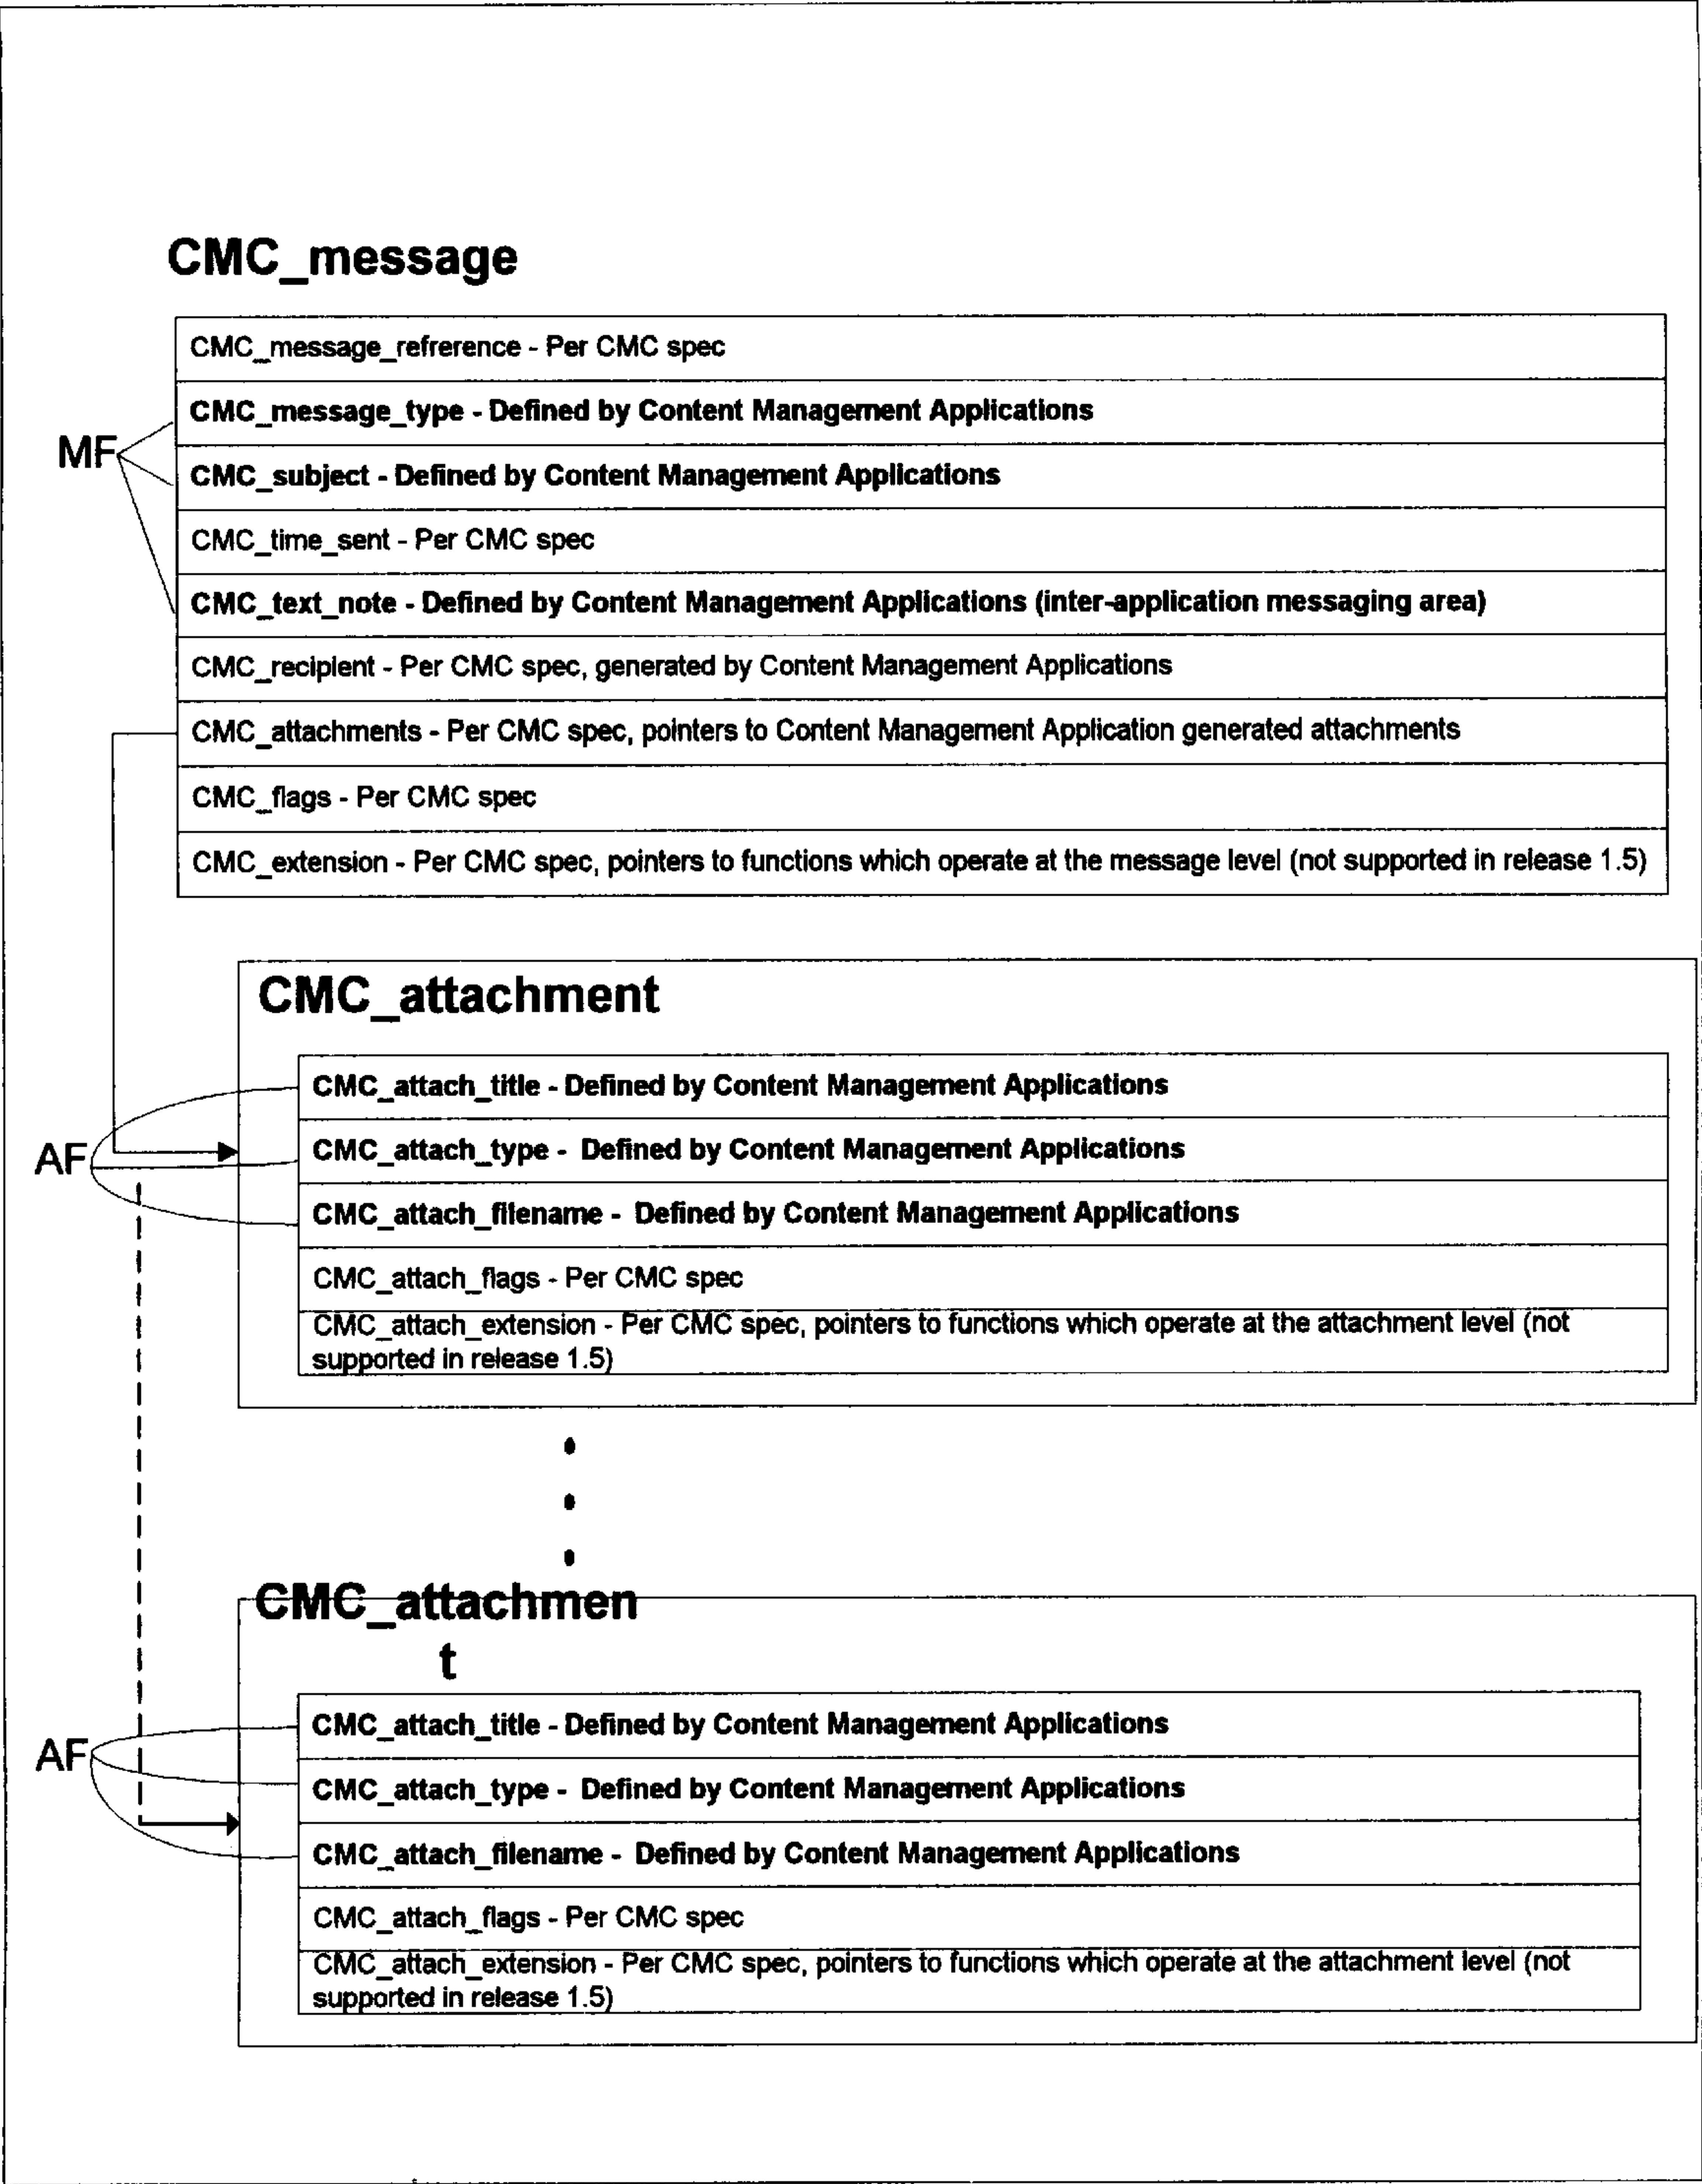 CMC_message
CMC_message_refrerence - Per CMC spec
CMC_message_type - Defined by Content Management Applications
MF
CMC_subject - Defined by Content Management Applications
CMC_time_sent - Per CMC spec
CMC_text_note - Defined by Content Management Applications (inter-application messaging area)
CMC_recipient - Per CMC spec, generated by Content Management Applications
CMC_attachments - Per CMC spec, pointers to Content Management Application generated attachments
CMC_flags - Per CMC spec
CMC_extension - Per CMC spec, pointers to functions which operate at the message level (not supported in release 1.5)
CMC_attachment
CMC_attach_title - Defined by Content Management Applications
AF
CMC_attach_type - Defined by Content Management Applications
CMC_attach_filename - Defined by Content Management Applications
CMC_attach_flags - Per CMC spec
CMC_attach_extension - Per CMC spec, pointers to functions which operate at the attachment level (not
supported in release 1.5)
CMC_attachmen
t
CMC_attach_title - Defined by Content Management Applications
AF
CMC_attach_type - Defined by Content Management Applications
CMC_attach_filename - Defined by Content Management Applications
CMC_attach_flags - Per CMC spec
CMC_attach_extension - Per CMC spec, pointers to functions which operate at the attachment level (not
supported in release 1.5)